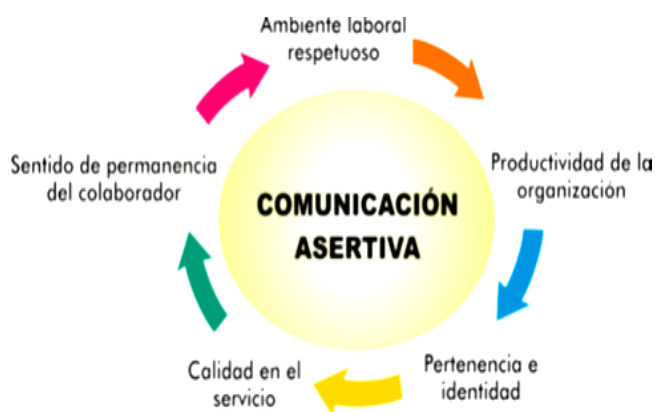 Ambiente laboral
respetuoso
Productividad de la
organización
Pertenencia e
identidad
Calidad en el
servicio
Sentido de permanencia
del colaborador
COMUNICACIÓN
ASERTIVA